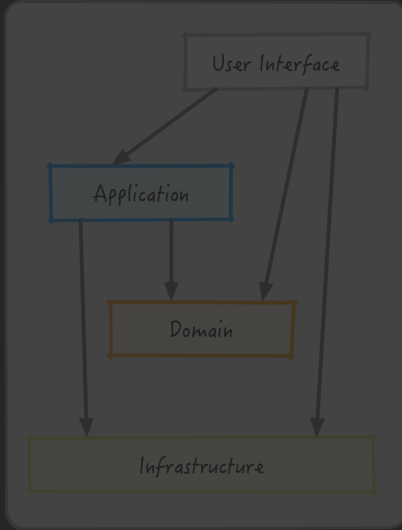 User Interface
Application
Domain
Infrastructure